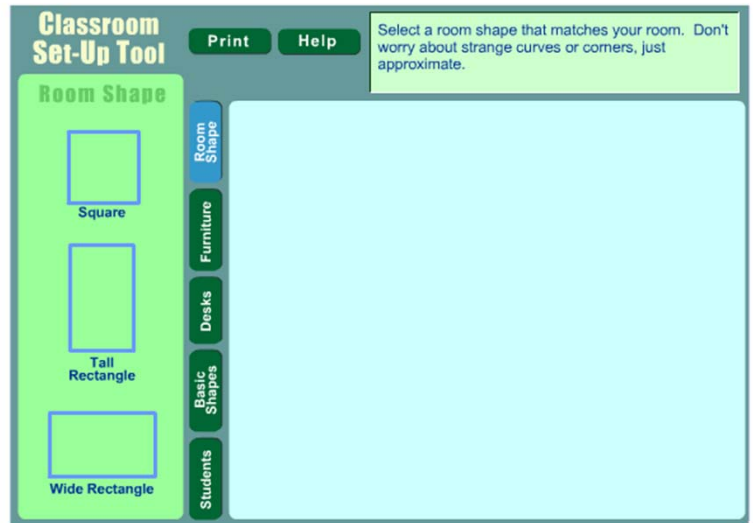 Classroom
Set-Up Tool
Print
Help
Select a room shape that matches your room.  Don't
worry about strange curves or corners, just
approximate.
Room Shape
Square
Tall
Rectangle
Wide Rectangle
Room
Shape
Furniture
Desks
Basic
Shapes
Students